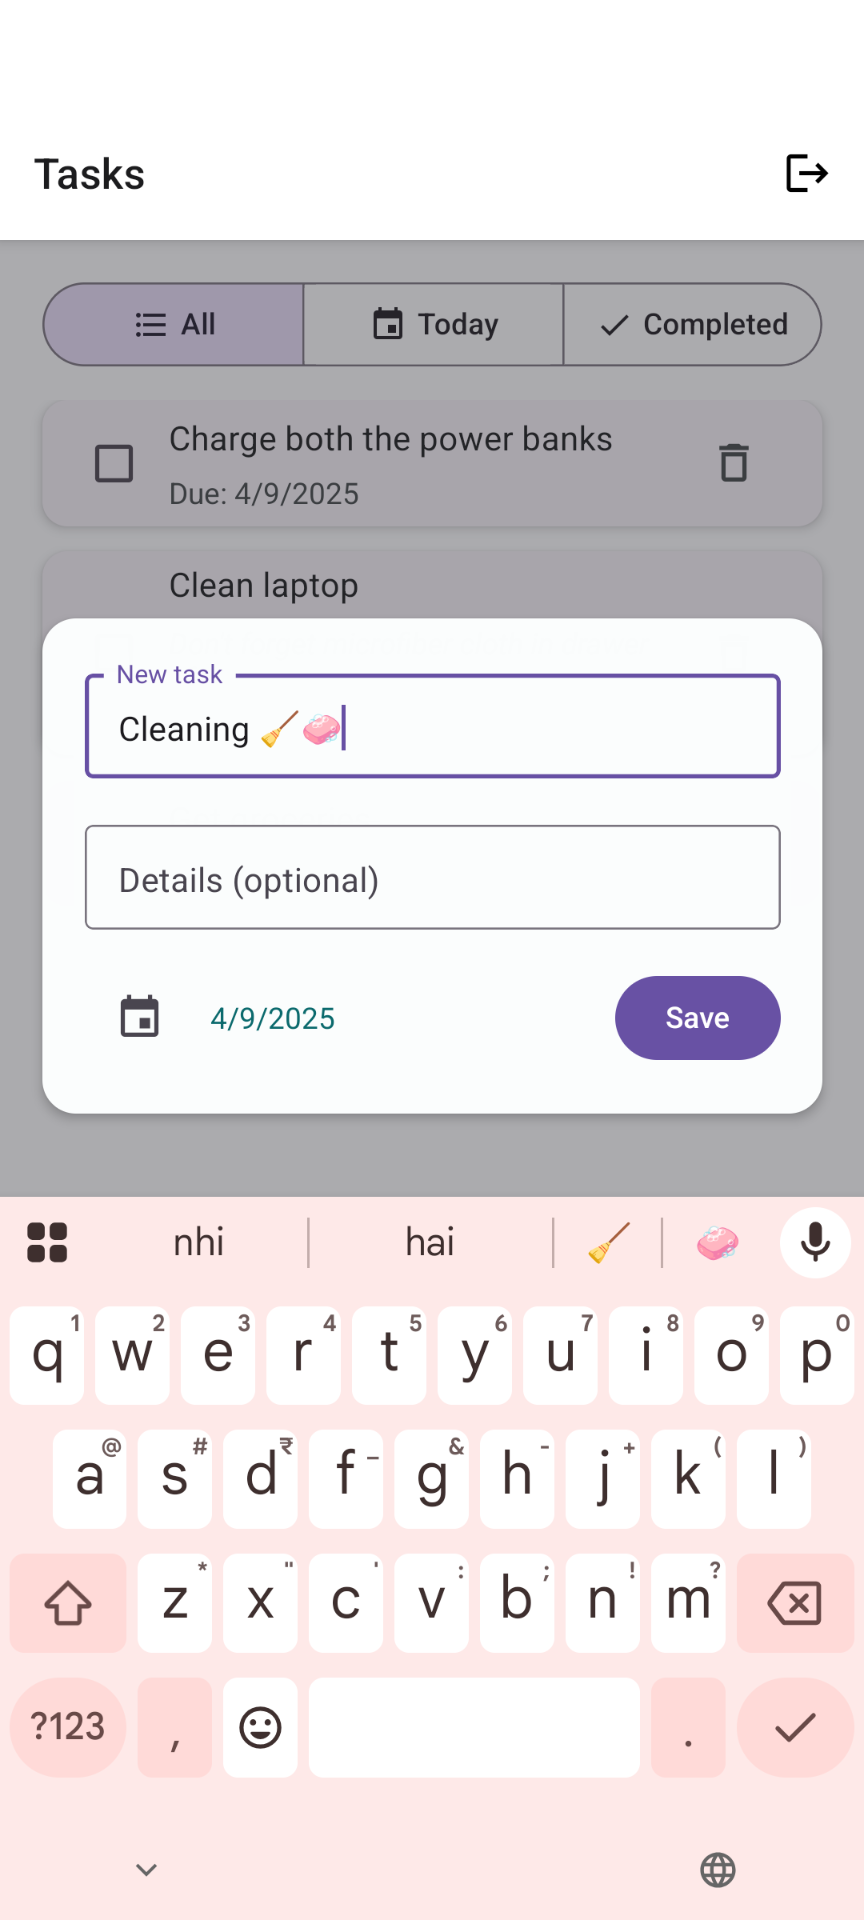 Tasks
All Today Completed
Charge both the power banks
Due: 4/9/2025
Clean laptop
New task
Cleaning 🧹🧼
Details (optional)
4/9/2025 Save
nhi hai 🧹 🧼
1 2 3 4 5 6 7 8 9 0
q w e r t y u i o p
@ # ₹ _ & - + ( )
a s d f g h j k l
* " ' : ; ! ?
z x c v b n m
?123 , .